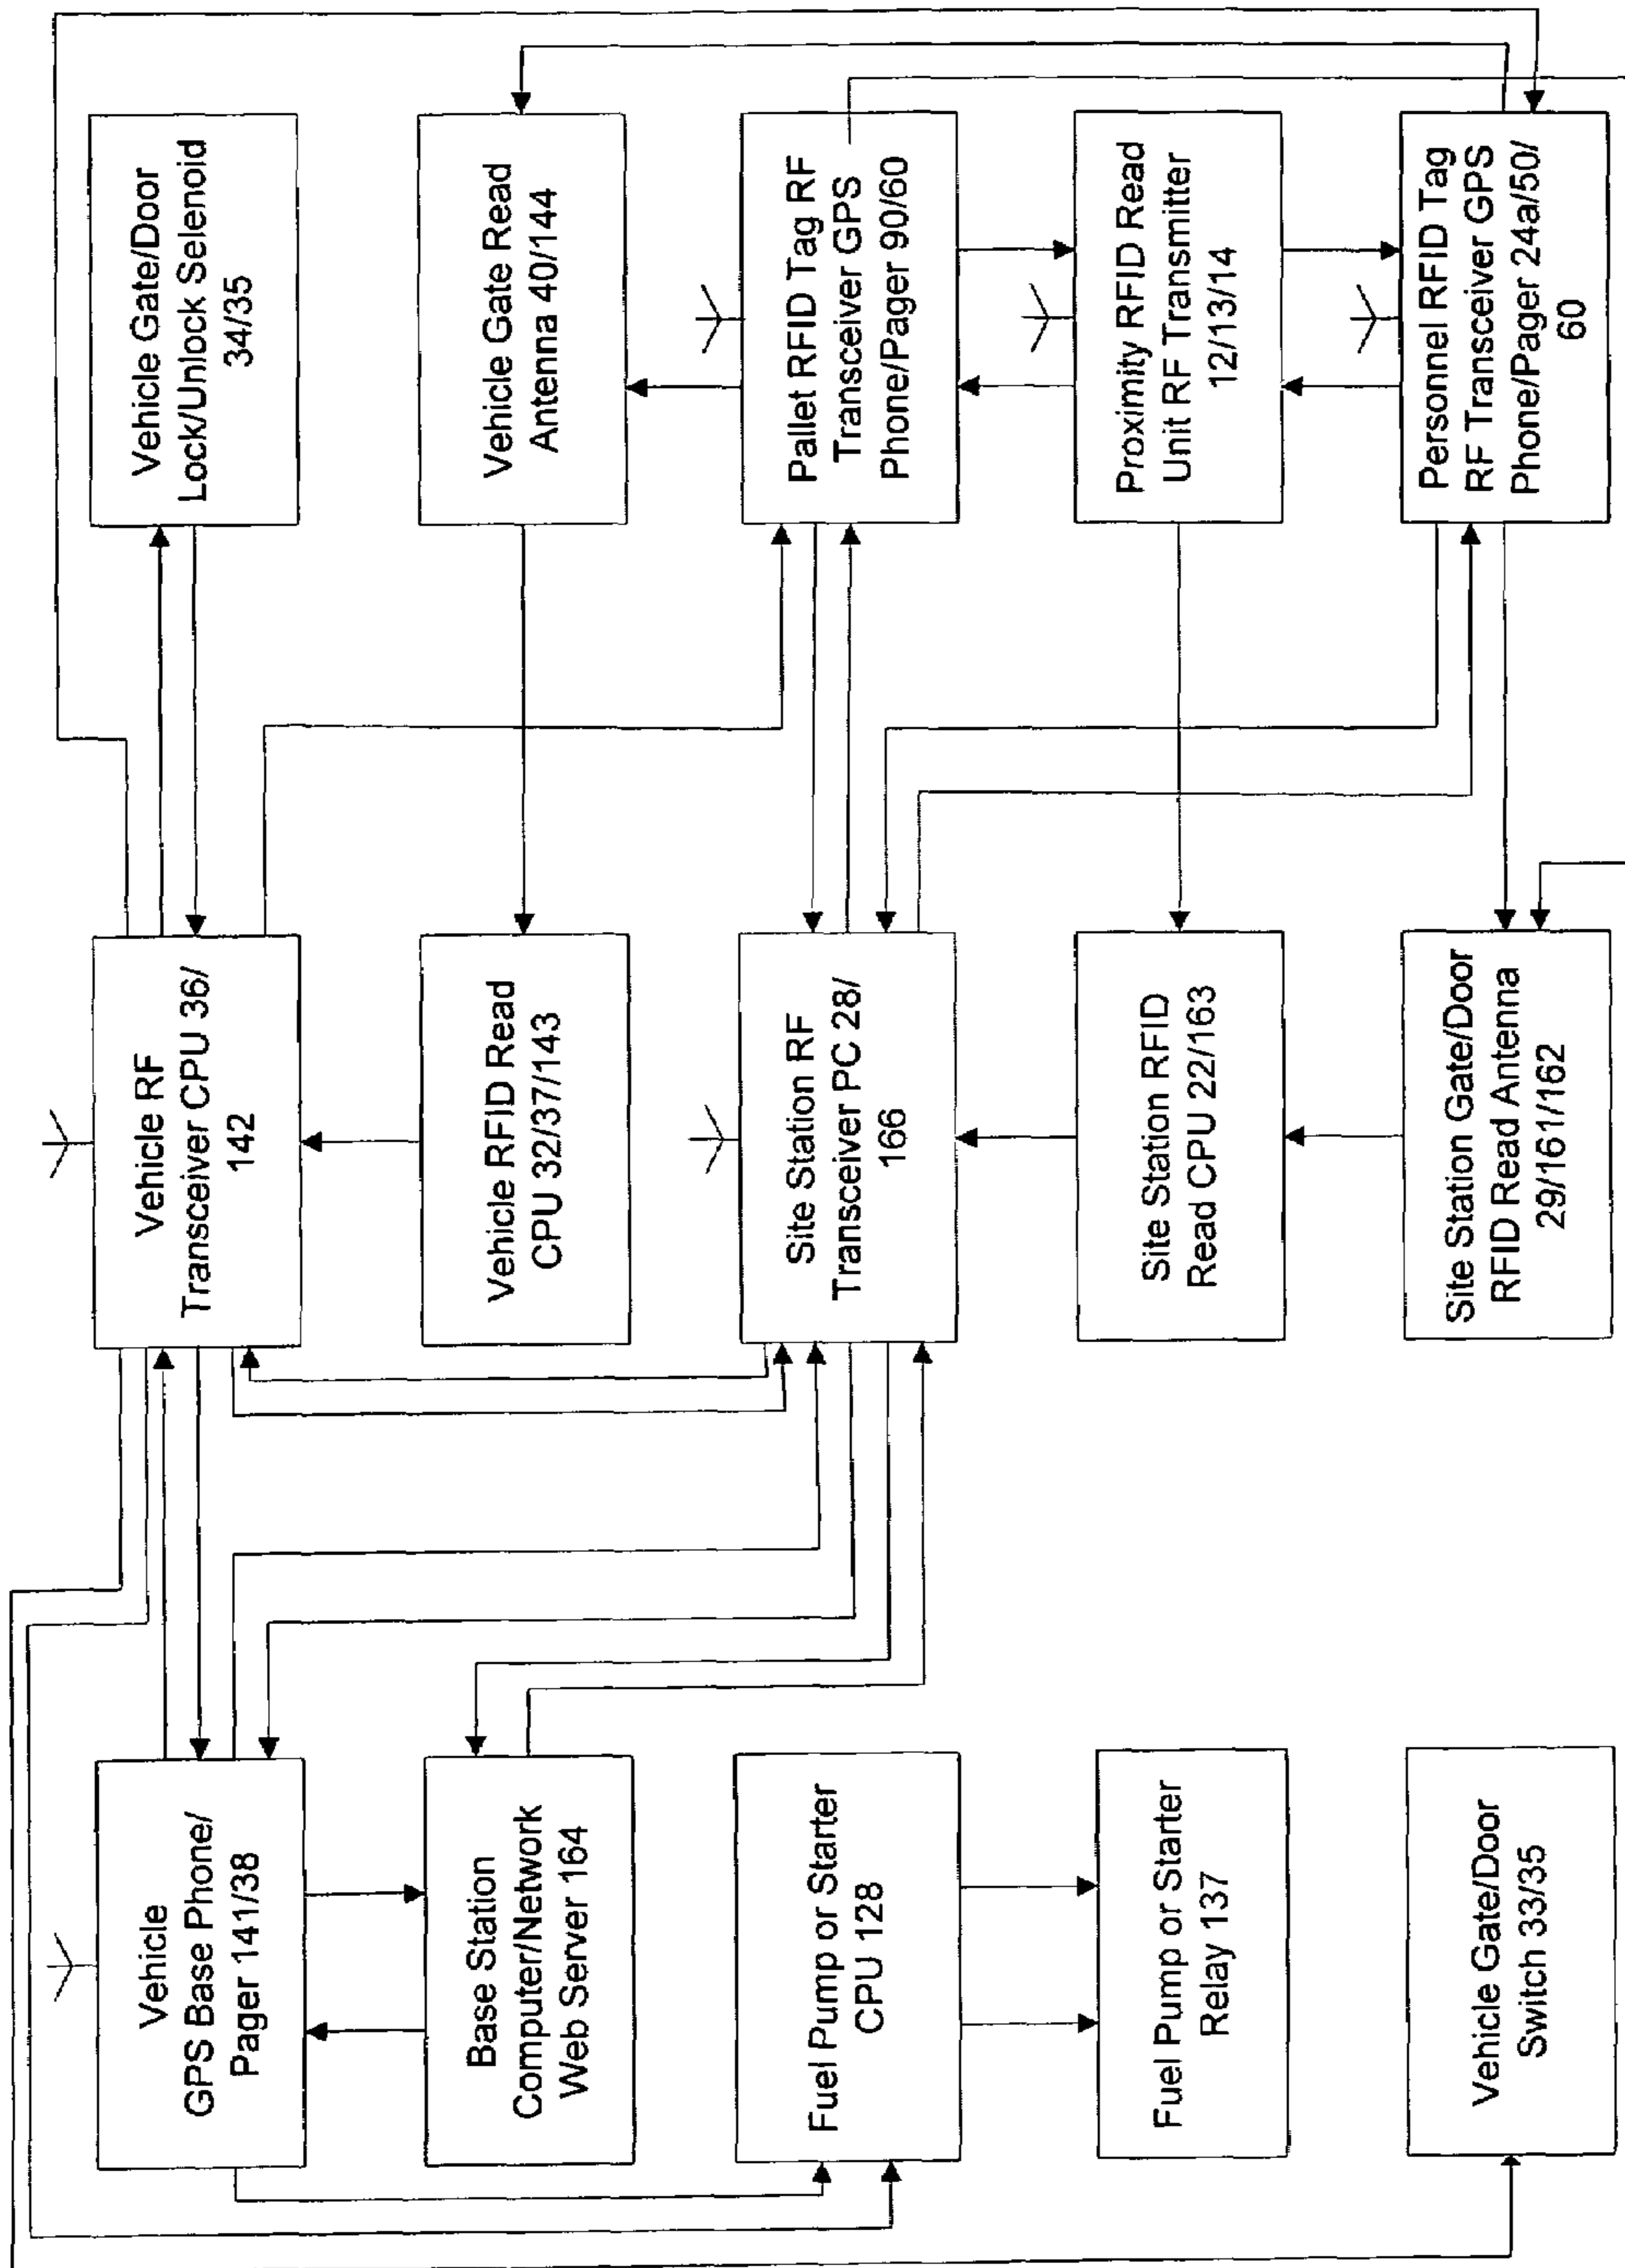 Vehicle
GPS Base Phone/
Pager 141/38
Base Station
Computer/Network
Web Server 164
Fuel Pump or Starter
CPU 128
Fuel Pump or Starter
Relay 137
Vehicle Gate/Door
Switch 33/35
Vehicle RF
Transceiver CPU 36/
142
Vehicle RFID Read
CPU 32/37/143
Site Station RF
Transceiver PC 28/
166
Site Station RFID
Read CPU 22/163
Site Station Gate/Door
RFID Read Antenna
29/161/162
Vehicle Gate/Door
Lock/Unlock Selenoid
34/35
Vehicle Gate Read
Antenna 40/144
Pallet RFID Tag RF
Transceiver GPS
Phone/Pager 90/60
Proximity RFID Read
Unit RF Transmitter
12/13/14
Personnel RFID Tag
RF Transceiver GPS
Phone/Pager 24a/50/
60